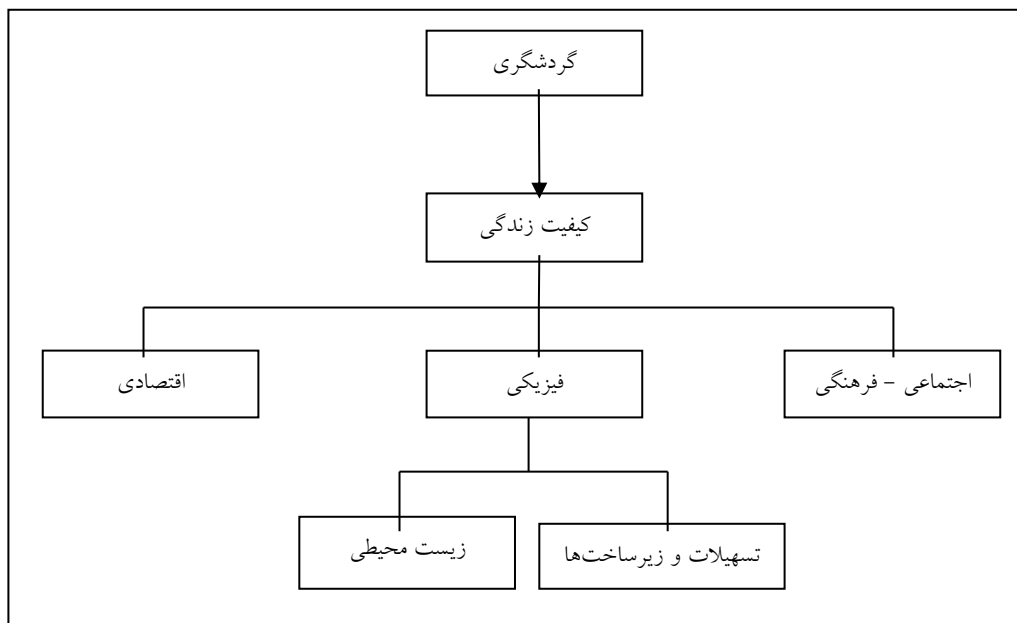 گردشگری
کیفیت زندگی
اجتماعی – فرهنگی
فیزیکی
اقتصادی
تسهیلات و زیرساخت‌ها
زیست محیطی